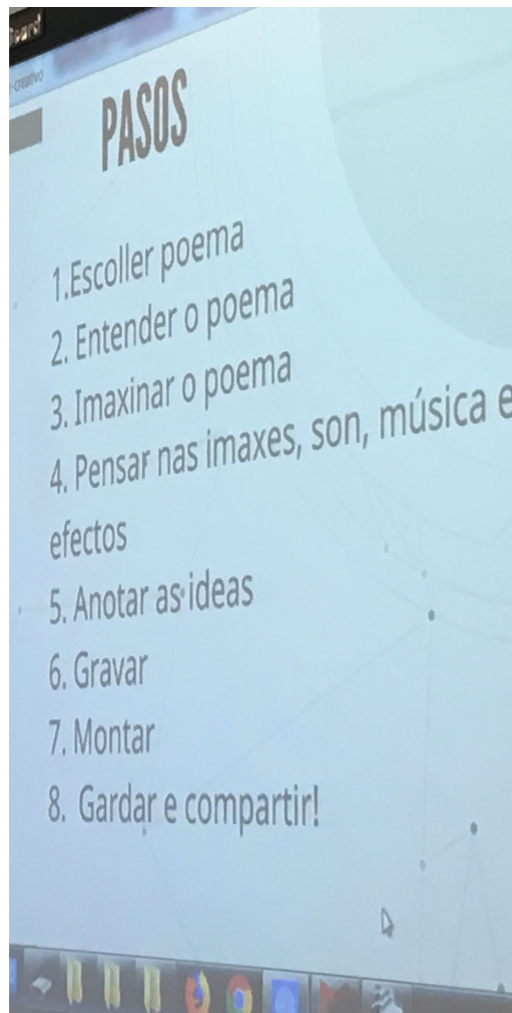 PASOS
1.Escoller poema
2. Entender o poema
3. Imaxinar o poema
4. Pensar nas imaxes, son, música e
efectos
5. Anotar as ideas
6. Gravar
7. Montar
8. Gardar e compartir!